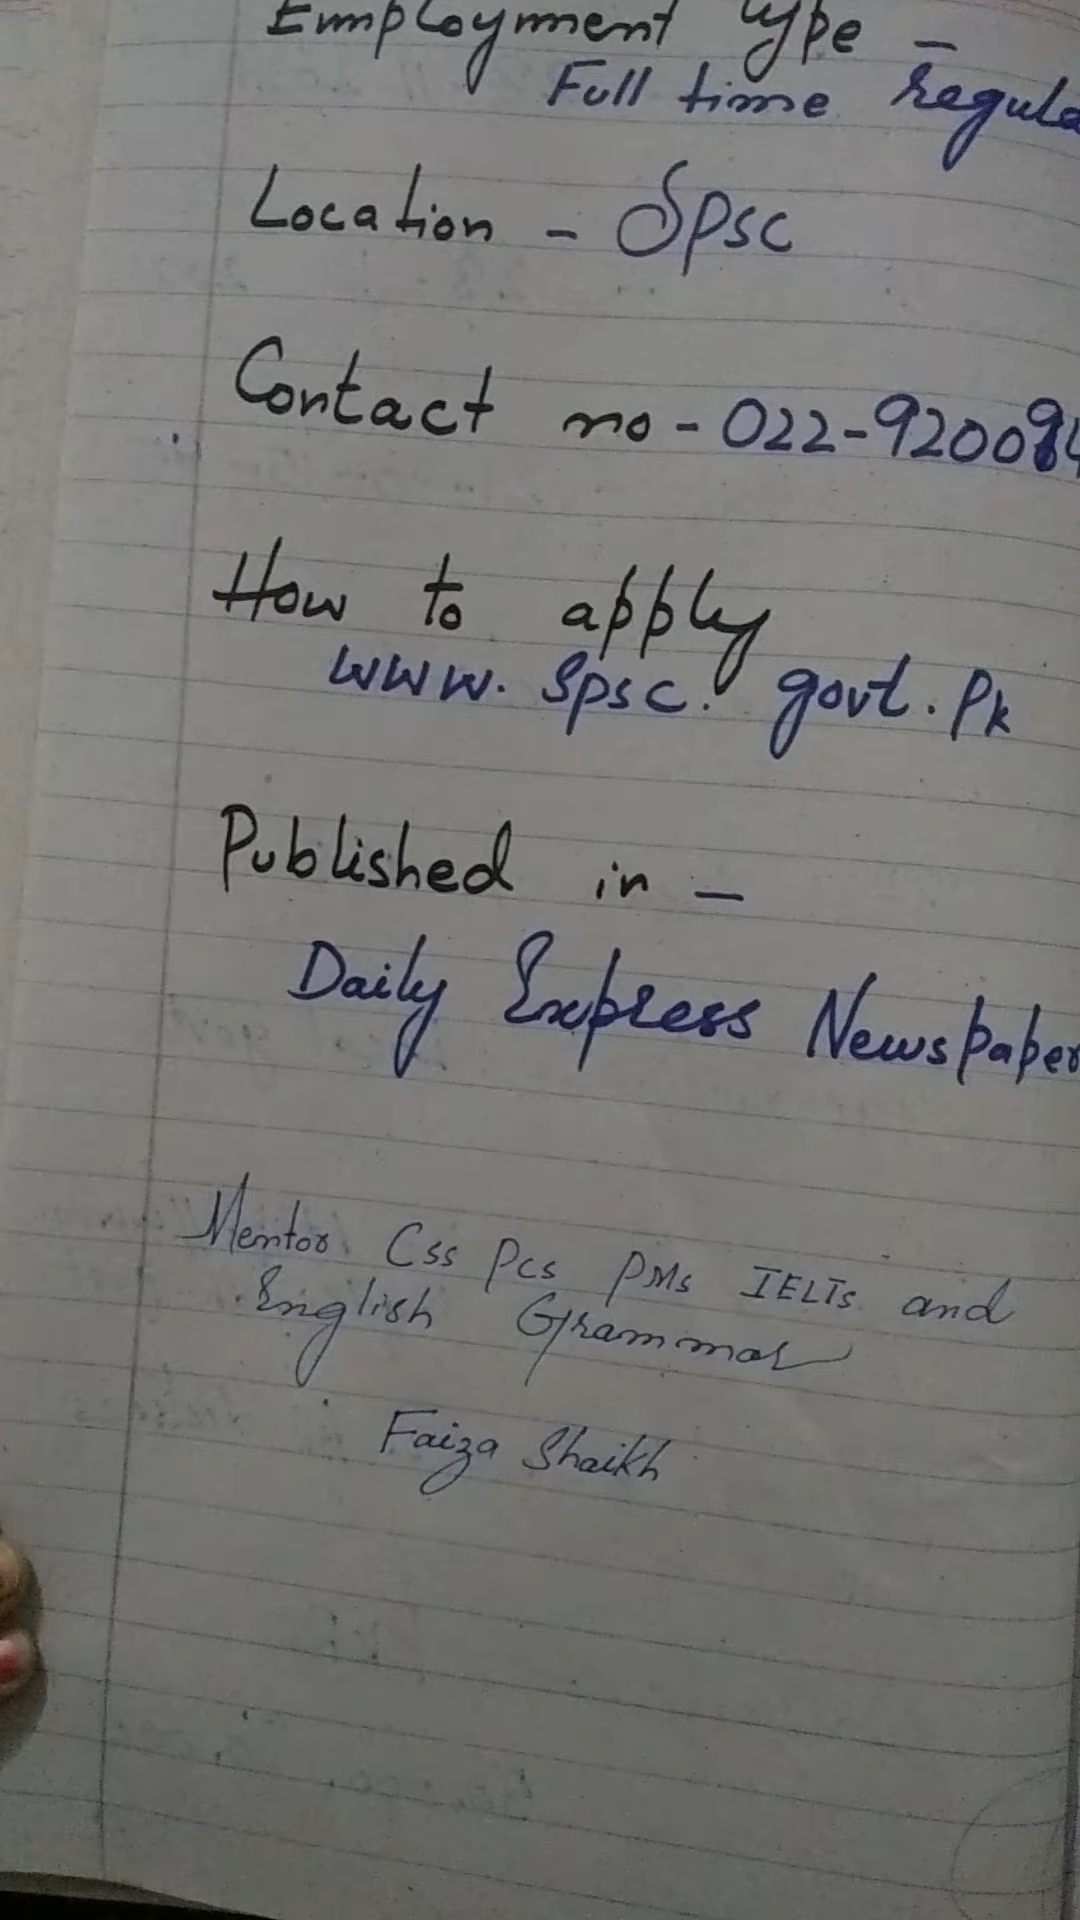 Employment type -
Full time regula
Location - Spsc
Contact no - 022-9200
How to apply
www. Spsc. govt. Pk
Published in -
Daily Express Newspaper
Mentor Css Pcs PMs IELTs and
English Grammar
Faiza Shaikh